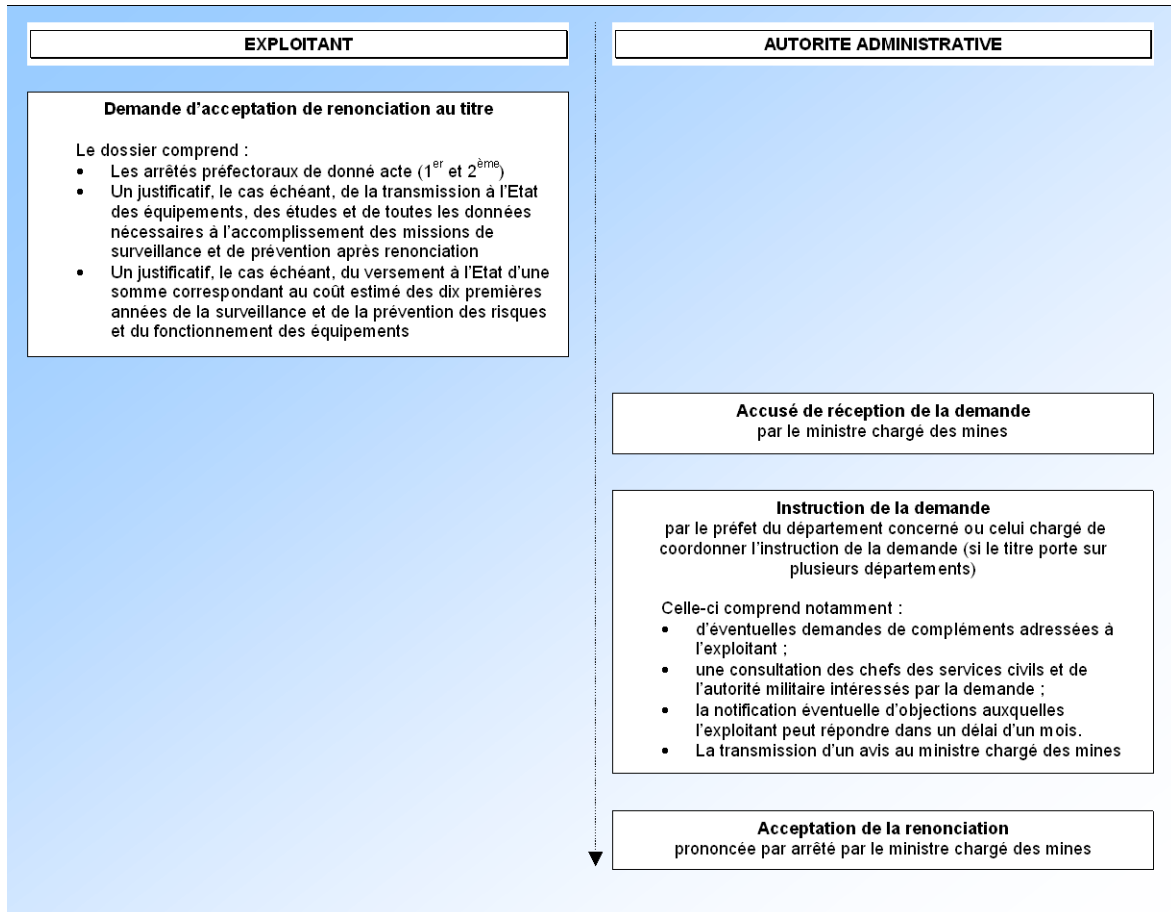 EXPLOITANT
AUTORITE ADMINISTRATIVE
Demande d'acceptation de renonciation au titre
Le dossier comprend :
• Les arrêtés préfectoraux de donné acte (1er et 2ème)
• Un justificatif, le cas échéant, de la transmission à l'Etat
des équipements, des études et de toutes les données
nécessaires à l'accomplissement des missions de
surveillance et de prévention après renonciation
• Un justificatif, le cas échéant, du versement à l'Etat d'une
somme correspondant au coût estimé des dix premières
années de la surveillance et de la prévention des risques
et du fonctionnement des équipements
Accusé de réception de la demande
par le ministre chargé des mines
Instruction de la demande
par le préfet du département concerné ou celui chargé de
coordonner l'instruction de la demande (si le titre porte sur
plusieurs départements)
Celle-ci comprend notamment :
• d'éventuelles demandes de compléments adressées à
l'exploitant ;
• une consultation des chefs des services civils et de
l'autorité militaire intéressés par la demande ;
• la notification éventuelle d'objections auxquelles
l'exploitant peut répondre dans un délai d'un mois.
• La transmission d'un avis au ministre chargé des mines
Acceptation de la renonciation
prononcée par arrêté par le ministre chargé des mines